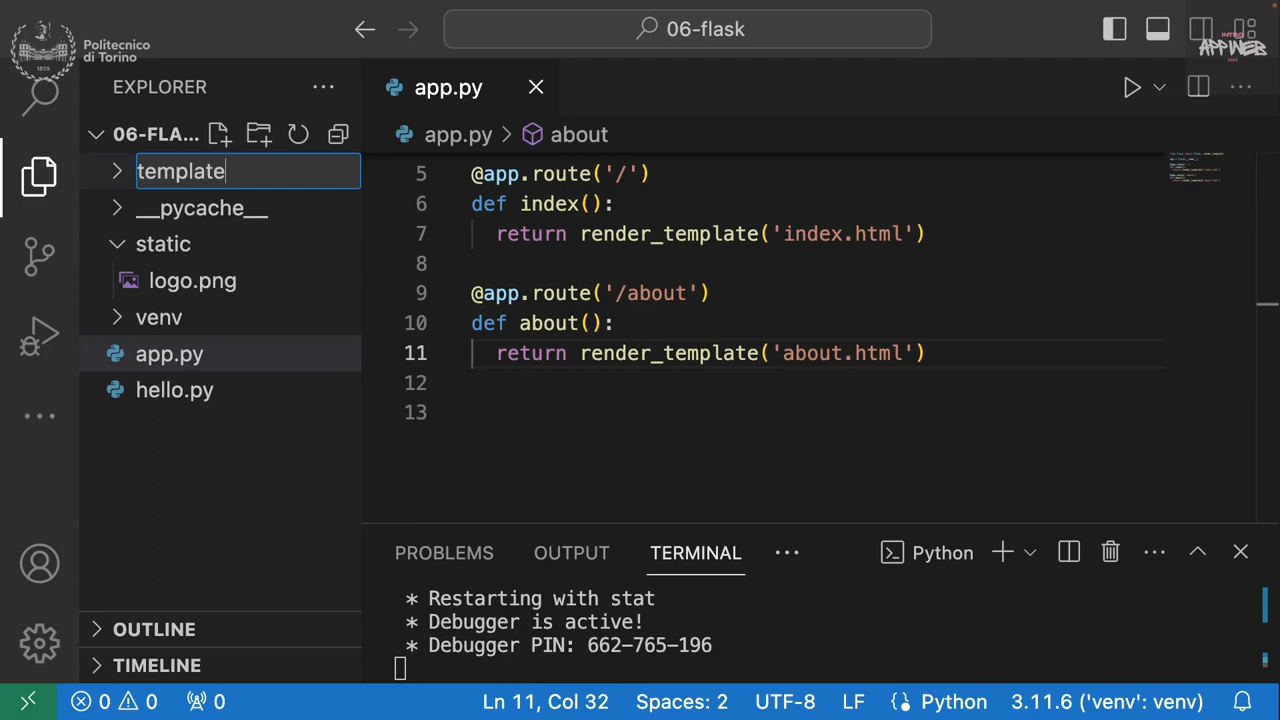 Politecnico
di Torino
1859
06-flask
INTRO
APPIWEB
2023
EXPLORER
app.py
06-FLA...
app.py > about
template
__pycache__
static
logo.png
venv
app.py
hello.py
5 @app.route('/')
6 def index():
7 return render_template('index.html')
8
9 @app.route('/about')
10 def about():
11 return render_template('about.html')
12
13
PROBLEMS OUTPUT TERMINAL Python
* Restarting with stat
* Debugger is active!
* Debugger PIN: 662-765-196
OUTLINE
TIMELINE
0 0 0 Ln 11, Col 32 Spaces: 2 UTF-8 LF Python 3.11.6 ('venv': venv)